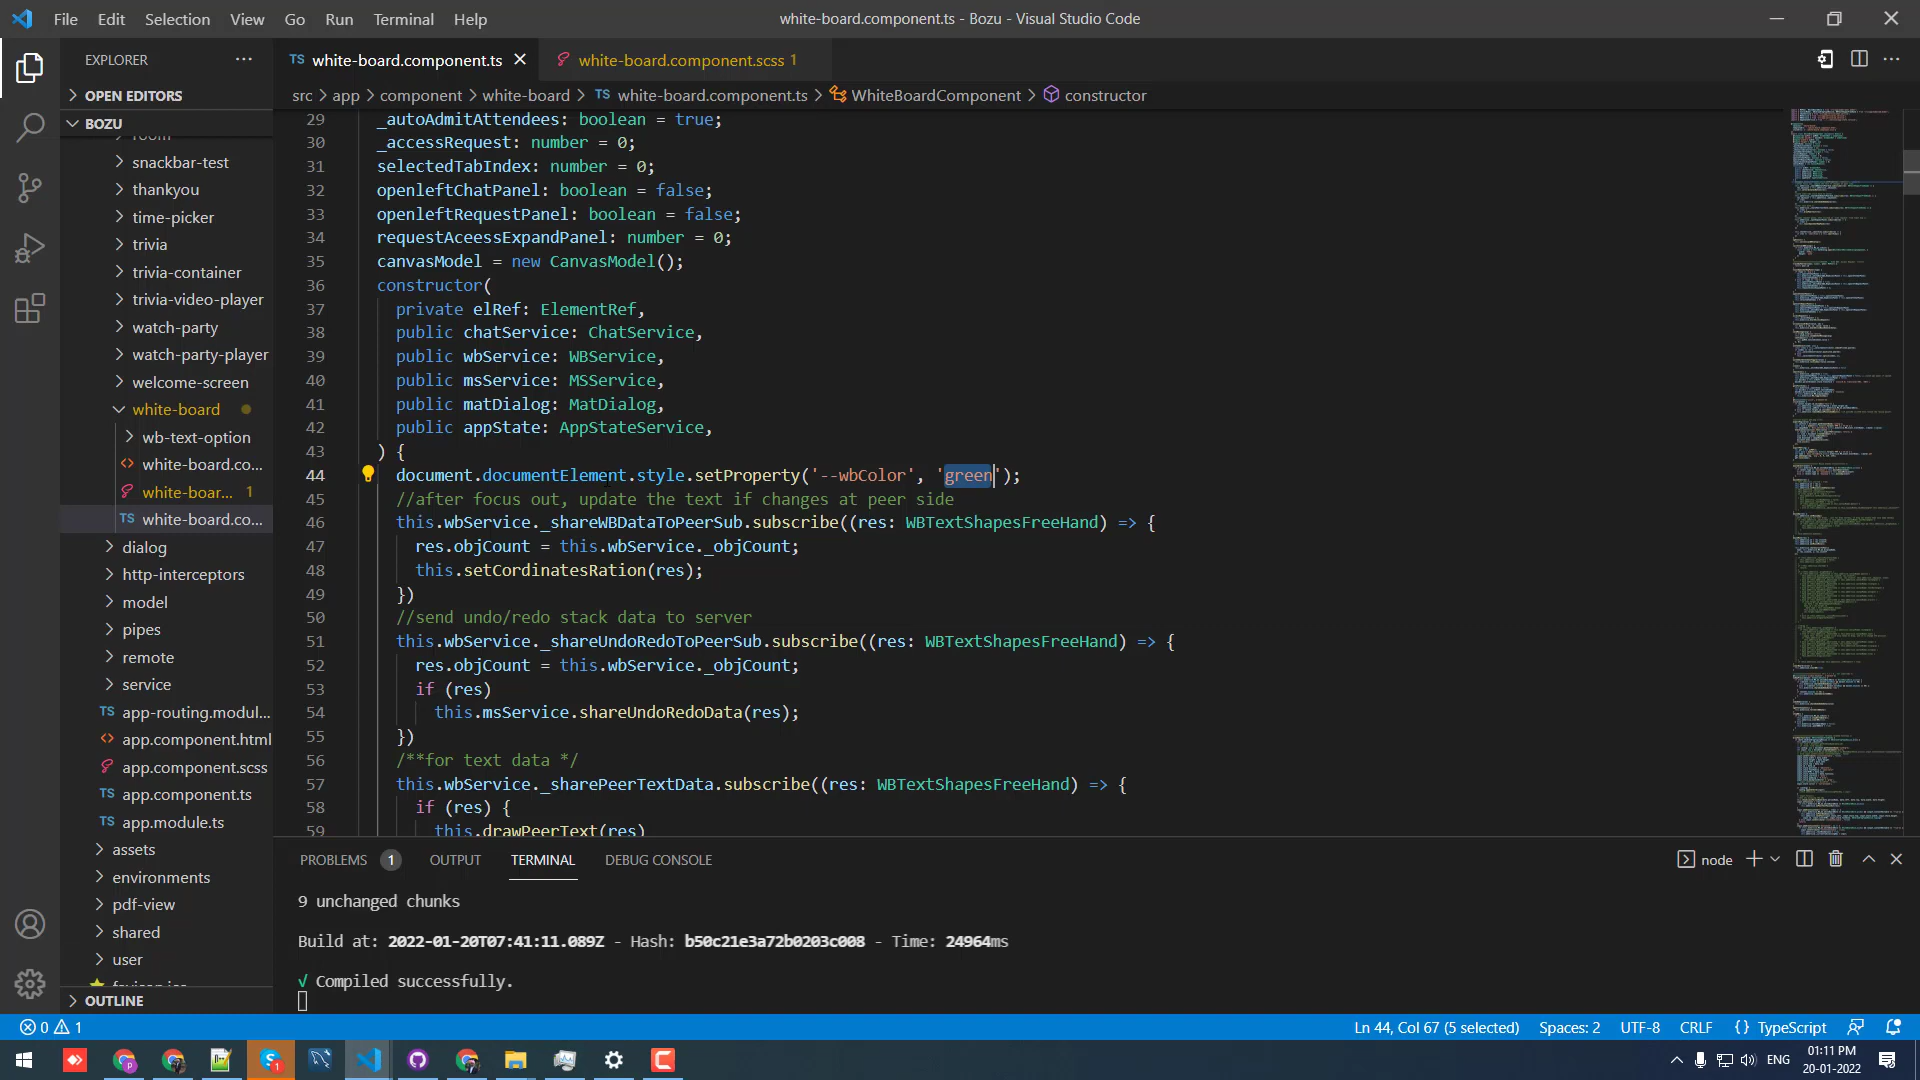 File Edit Selection View Go Run Terminal Help
white-board.component.ts - Bozu - Visual Studio Code
EXPLORER
white-board.component.ts
white-board.component.scss 1
OPEN EDITORS
src > app > component > white-board > TS white-board.component.ts > WhiteBoardComponent > constructor
BOZU
snackbar-test
thankyou
time-picker
trivia
trivia-container
trivia-video-player
watch-party
watch-party-player
welcome-screen
white-board
wb-text-option
white-board.co...
white-boar... 1
TS white-board.co...
dialog
http-interceptors
model
pipes
remote
service
TS app-routing.modul...
app.component.html
app.component.scss
TS app.component.ts
TS app.module.ts
assets
environments
pdf-view
shared
user
OUTLINE
29 _autoAdmitAttendees: boolean = true;
30 _accessRequest: number = 0;
31 selectedTabIndex: number = 0;
32 openleftChatPanel: boolean = false;
33 openleftRequestPanel: boolean = false;
34 requestAceessExpandPanel: number = 0;
35 canvasModel = new CanvasModel();
36 constructor(
37 private elRef: ElementRef,
38 public chatService: ChatService,
39 public wbService: WBService,
40 public msService: MSService,
41 public matDialog: MatDialog,
42 public appState: AppStateService,
43 ) {
44 document.documentElement.style.setProperty('--wbColor', 'green');
45 //after focus out, update the text if changes at peer side
46 this.wbService._shareWBDataToPeerSub.subscribe((res: WBTextShapesFreeHand) => {
47 res.objCount = this.wbService._objCount;
48 this.setCordinatesRation(res);
49 })
50 //send undo/redo stack data to server
51 this.wbService._shareUndoRedoToPeerSub.subscribe((res: WBTextShapesFreeHand) => {
52 res.objCount = this.wbService._objCount;
53 if (res)
54 this.msService.shareUndoRedoData(res);
55 })
56 /**for text data */
57 this.wbService._sharePeerTextData.subscribe((res: WBTextShapesFreeHand) => {
58 if (res) {
59 this.drawPeerText(res)
PROBLEMS 1 OUTPUT TERMINAL DEBUG CONSOLE
node
9 unchanged chunks
Build at: 2022-01-20T07:41:11.089Z - Hash: b50c21e3a72b0203c008 - Time: 24964ms
√ Compiled successfully.
0 1
Ln 44, Col 67 (5 selected) Spaces: 2 UTF-8 CRLF {} TypeScript
ENG
01:11 PM
20-01-2022